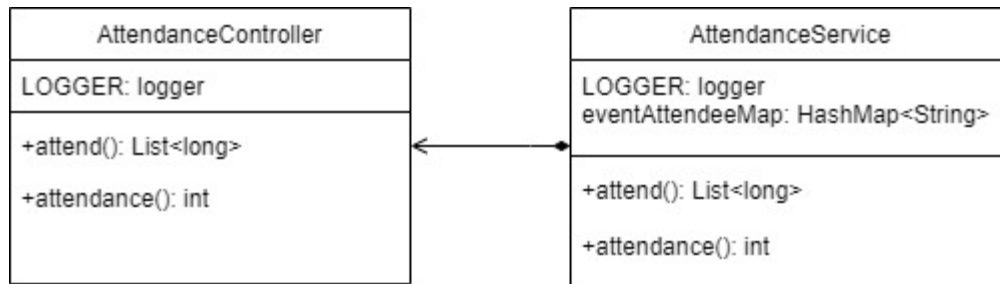 AttendanceController
LOGGER: logger
+attend(): List<long>
+attendance(): int
AttendanceService
LOGGER: logger
eventAttendeeMap: HashMap<String>
+attend(): List<long>
+attendance(): int